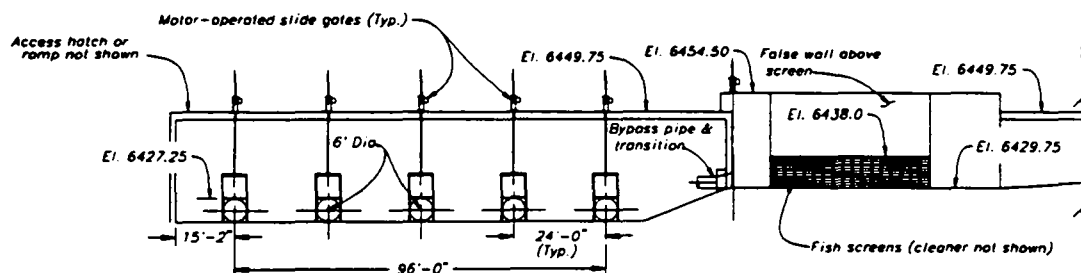 Motor-operated slide gates (Typ.)
Access hatch or
ramp not shown
El. 6449.75
El. 6454.50
False wall above
screen
El. 6449.75
El. 6438.0
El. 6427.25
6' Dia
Bypass pipe &
transition
El. 6429.75
15'-2"
24'-0"
(Typ.)
96'-0"
Fish screens (cleaner not shown)